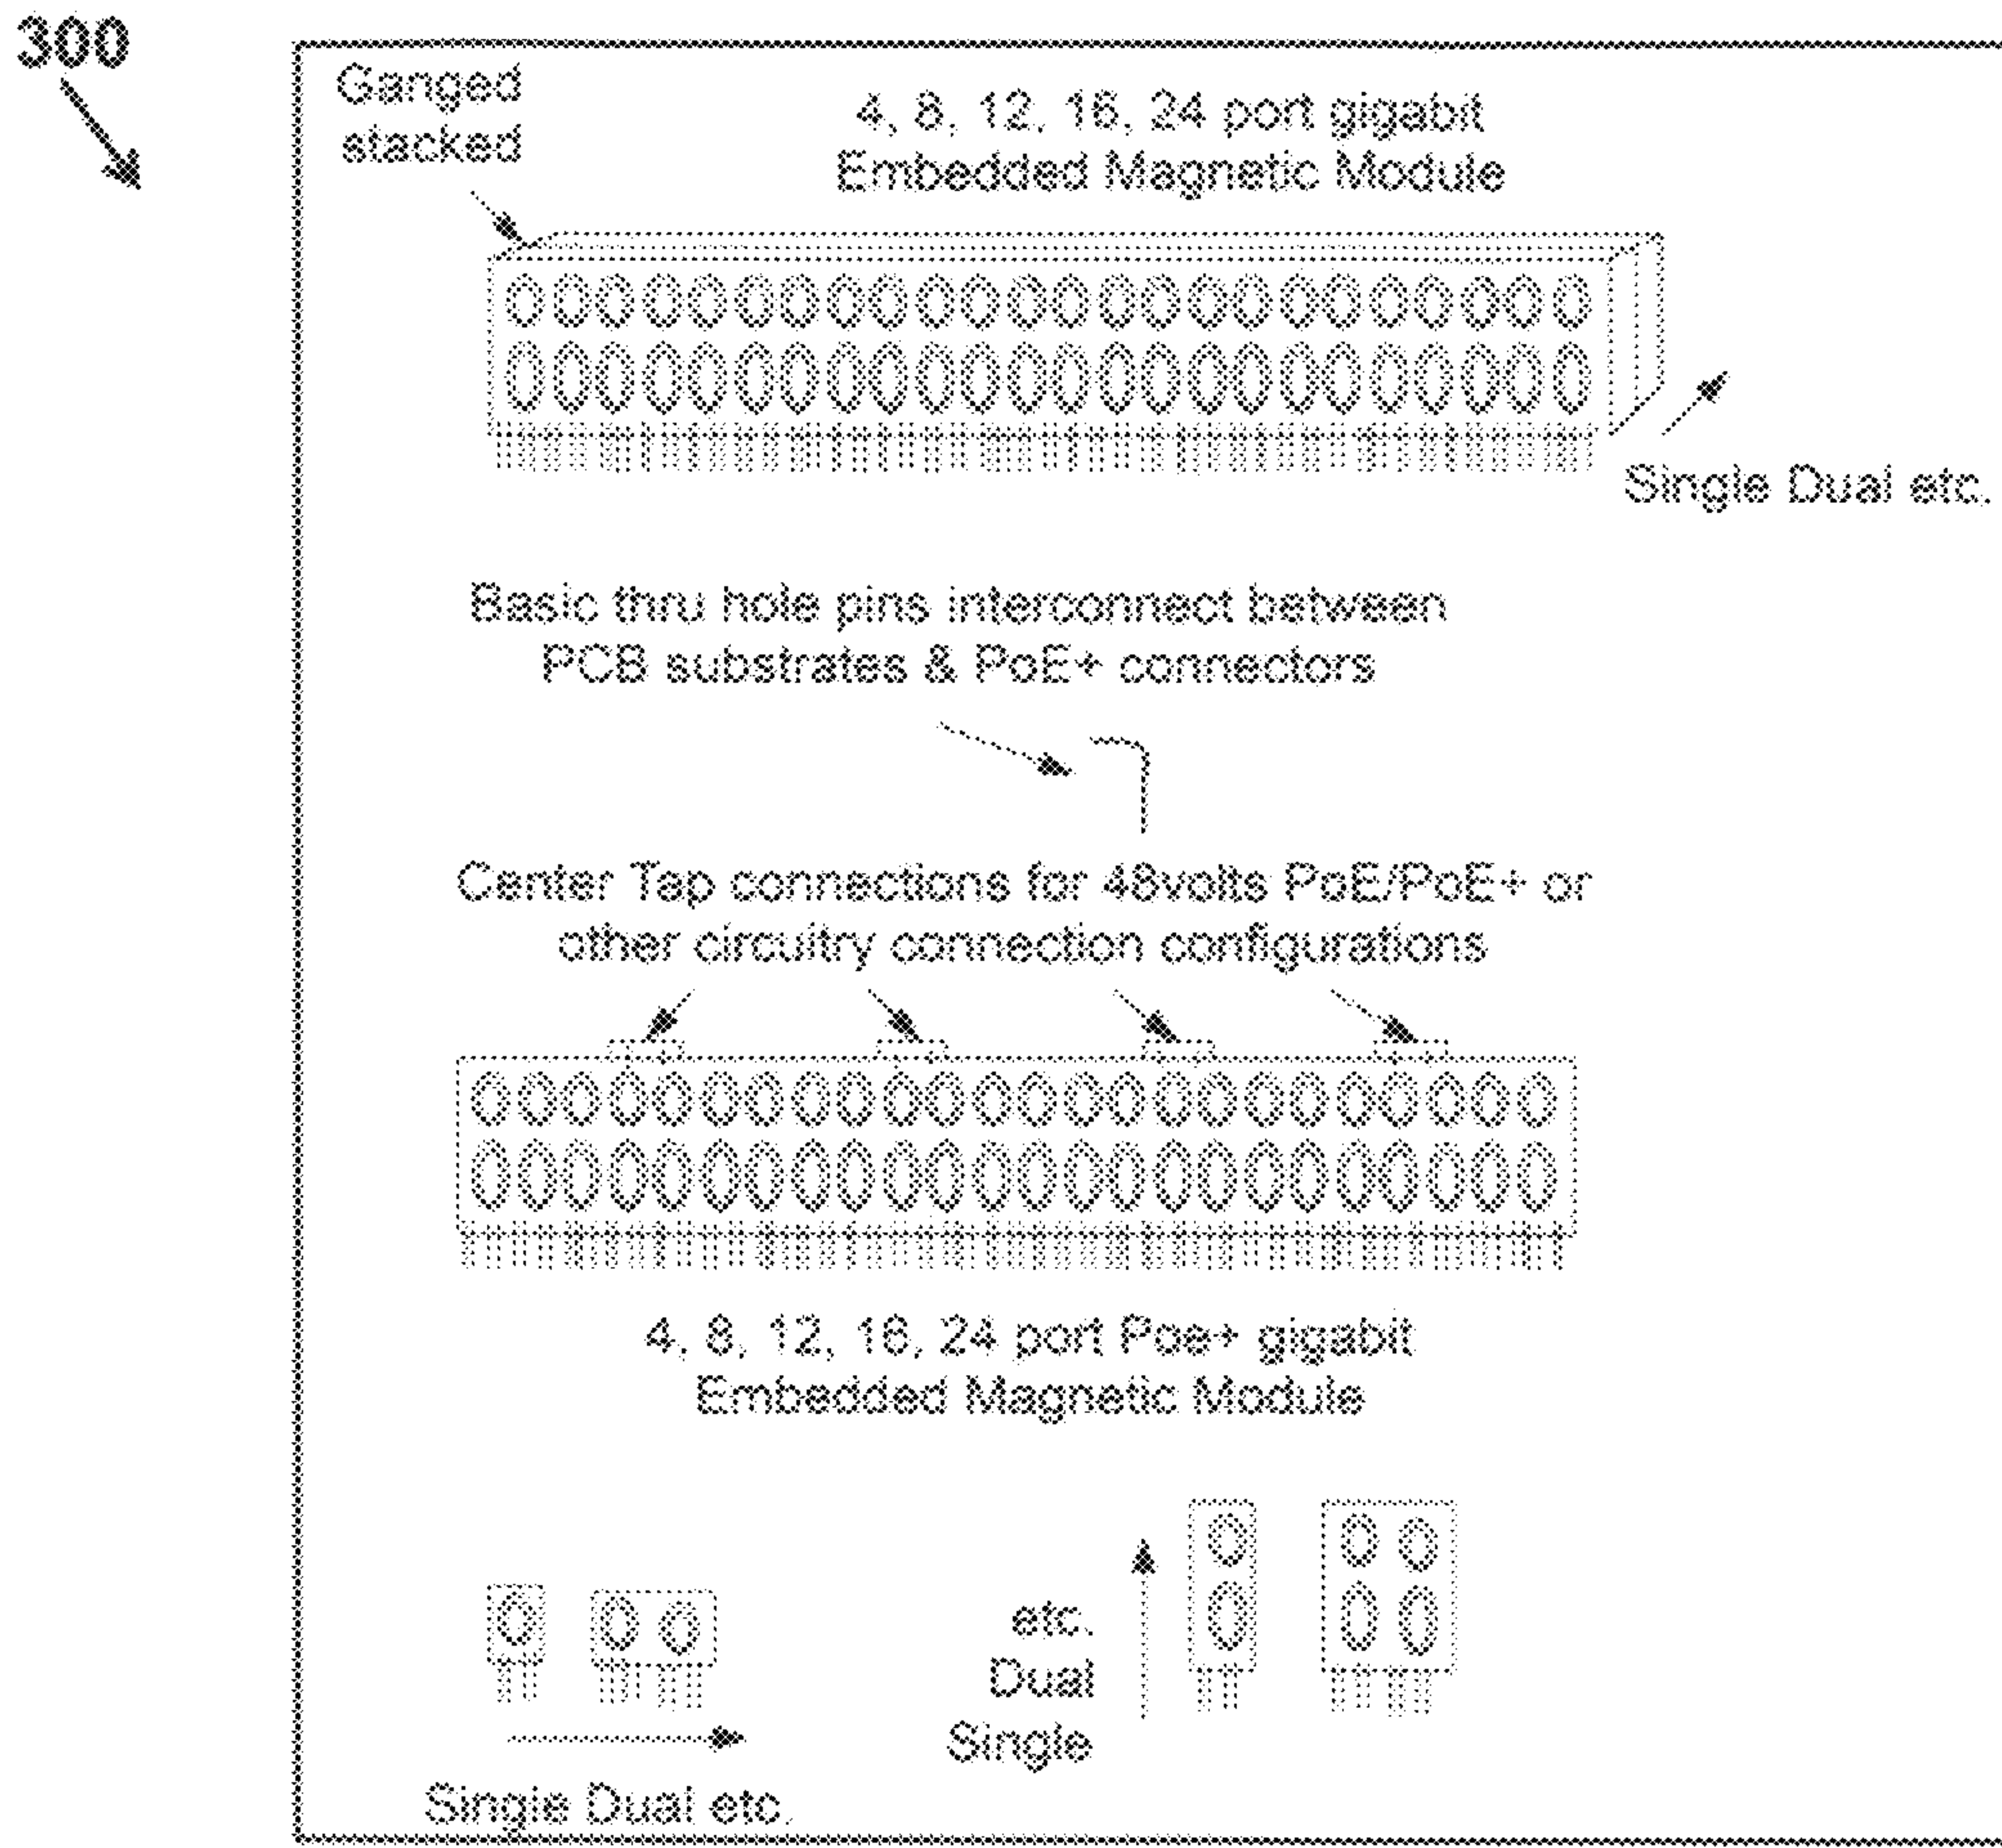 300
Ganged
stacked
4, 8, 12, 16, 24 port gigabit
Embedded Magnetic Module
Single Dual etc.
Basic thru hole pins interconnect between
PCB substrates & PoE+ connectors
Center Tap connections for 48volts PoE/PoE+ or
other circuitry connection configurations
4, 8, 12, 16, 24 port Poe+ gigabit
Embedded Magnetic Module
etc.
Dual
Single
Single Dual etc.